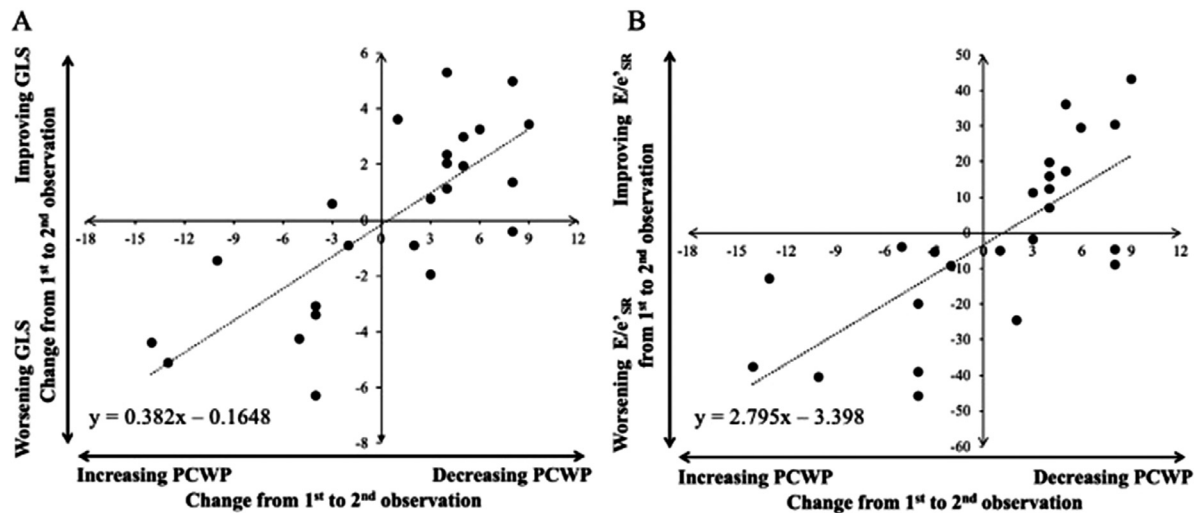 A
Worsening GLS    Improving GLS
Change from 1st to 2nd observation
6
4
2
0
-2
-4
-6
-8
-18 -15 -12 -9 -6 -3 0 3 6 9 12
y = 0.382x – 0.1648
Increasing PCWP    Decreasing PCWP
Change from 1st to 2nd observation
B
Worsening E/e’SR    Improving E/e’SR
from 1st to 2nd observation
50
40
30
20
10
0
-10
-20
-30
-40
-50
-60
-18 -15 -12 -9 -6 -3 0 3 6 9 12
y = 2.795x – 3.398
Increasing PCWP    Decreasing PCWP
Change from 1st to 2nd observation